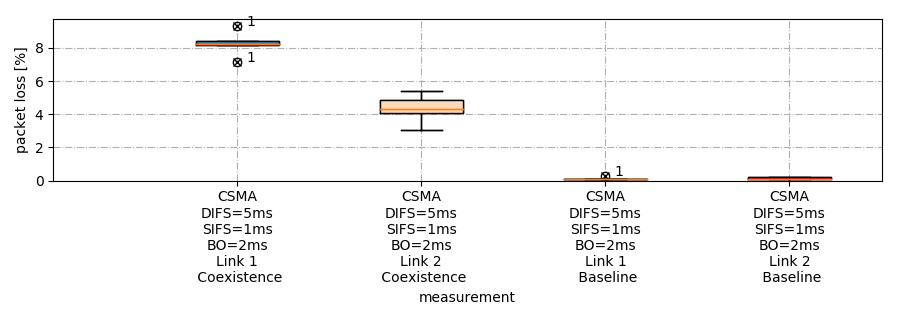 packet loss [%]
8
6
4
2
0
1
1
1
CSMA
DIFS=5ms
SIFS=1ms
BO=2ms
Link 1
Coexistence
CSMA
DIFS=5ms
SIFS=1ms
BO=2ms
Link 2
Coexistence
CSMA
DIFS=5ms
SIFS=1ms
BO=2ms
Link 1
Baseline
CSMA
DIFS=5ms
SIFS=1ms
BO=2ms
Link 2
Baseline
measurement